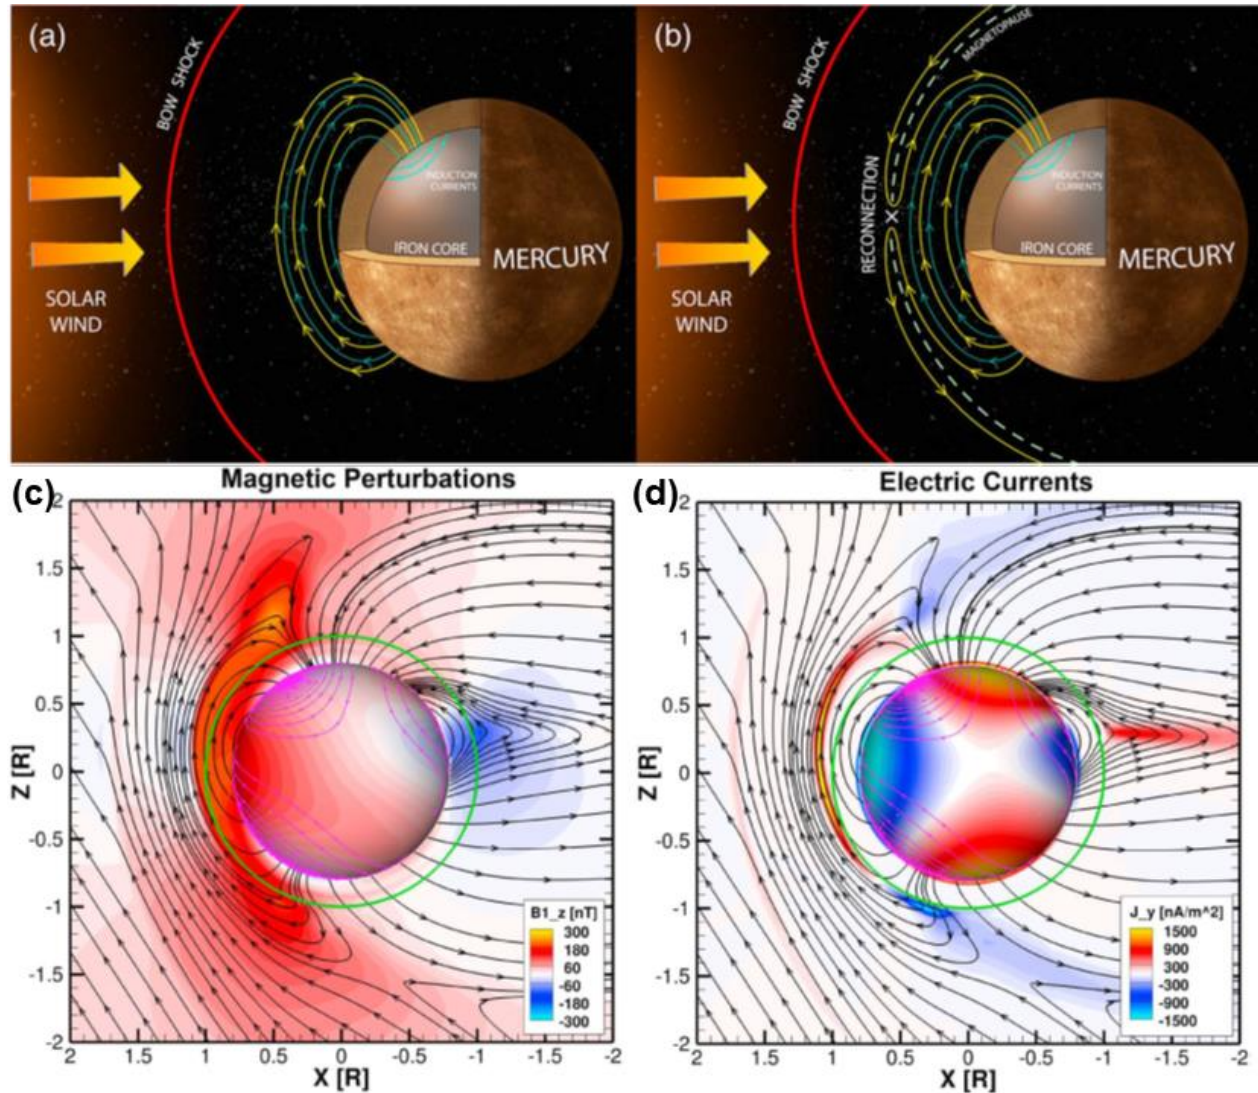 (a)
BOW SHOCK
SOLAR
WIND
INDUCTION
CURRENTS
IRON CORE
MERCURY
(b)
BOW SHOCK
MAGNETOPAUSE
RECONNECTION
X
SOLAR
WIND
INDUCTION
CURRENTS
IRON CORE
MERCURY
(c)
Magnetic Perturbations
2
1.5
1
0.5
0
-0.5
-1
-1.5
-2
Z [R]
2
1.5
1
0.5
0
-0.5
-1
-1.5
-2
X [R]
B1_z [nT]
300
180
60
-60
-180
-300
(d)
Electric Currents
2
1.5
1
0.5
0
-0.5
-1
-1.5
-2
Z [R]
2
1.5
1
0.5
0
-0.5
-1
-1.5
-2
X [R]
J_y [nA/m^2]
1500
900
300
-300
-900
-1500